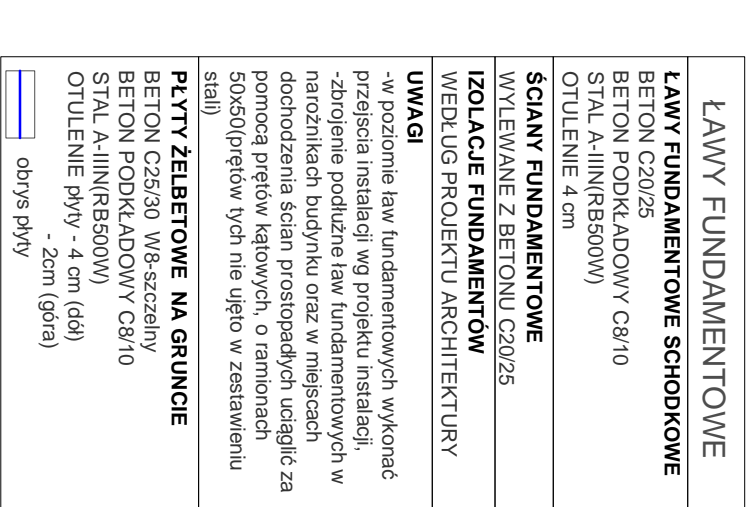 ŁAWY FUNDAMENTOWE
ŁAWY FUNDAMENTOWE SCHODKOWE
BETON C20/25
BETON PODKŁADOWY C8/10
STAL A-IIIN(RB500W)
OTULENIE 4 cm
ŚCIANY FUNDAMENTOWE
WYLEWANE Z BETONU C20/25
IZOLACJE FUNDAMENTÓW
WEDŁUG PROJEKTU ARCHITEKTURY
UWAGI
-w poziomie ław fundamentowych wykonać
przejscia instalacji wg projektu instalacji,
-zbrojenie podłużne ław fundamentowych w
narożnikach budynku oraz w miejscach
dochodzenia ścian prostopadłych uciąglić za
pomocą prętów kątowych, o ramionach
50x50(prętów tych nie ujęto w zestawieniu
stali)
PŁYTY ŻELBETOWE NA GRUNCIE
BETON C25/30 W8-szczelny
BETON PODKŁADOWY C8/10
STAL A-IIIN(RB500W)
OTULENIE płyty - 4 cm (dół)
- 2cm (góra)
obrys płyty